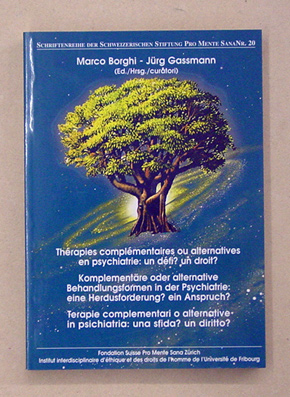 SCHRIFTENREIHE DER SCHWEIZERISCHEN STIFTUNG PRO MENTE SANANR. 20
Marco Borghi - Jürg Gassmann
(Ed./Hrsg./curatori)
Thérapies complémentaires ou alternatives
en psychiatrie: un défi? un droit?
Komplementäre oder alternative
Behandlungsformen in der Psychiatrie:
eine Herdusforderung? ein Anspruch?
Terapie complementari o alternative
in psichiatria: una sfida? un diritto?
Fondation Suisse Pro Mente Sana Zürich
Institut interdisciplinaire d'éthique et des droits de l'homme de l'Université de Fribourg